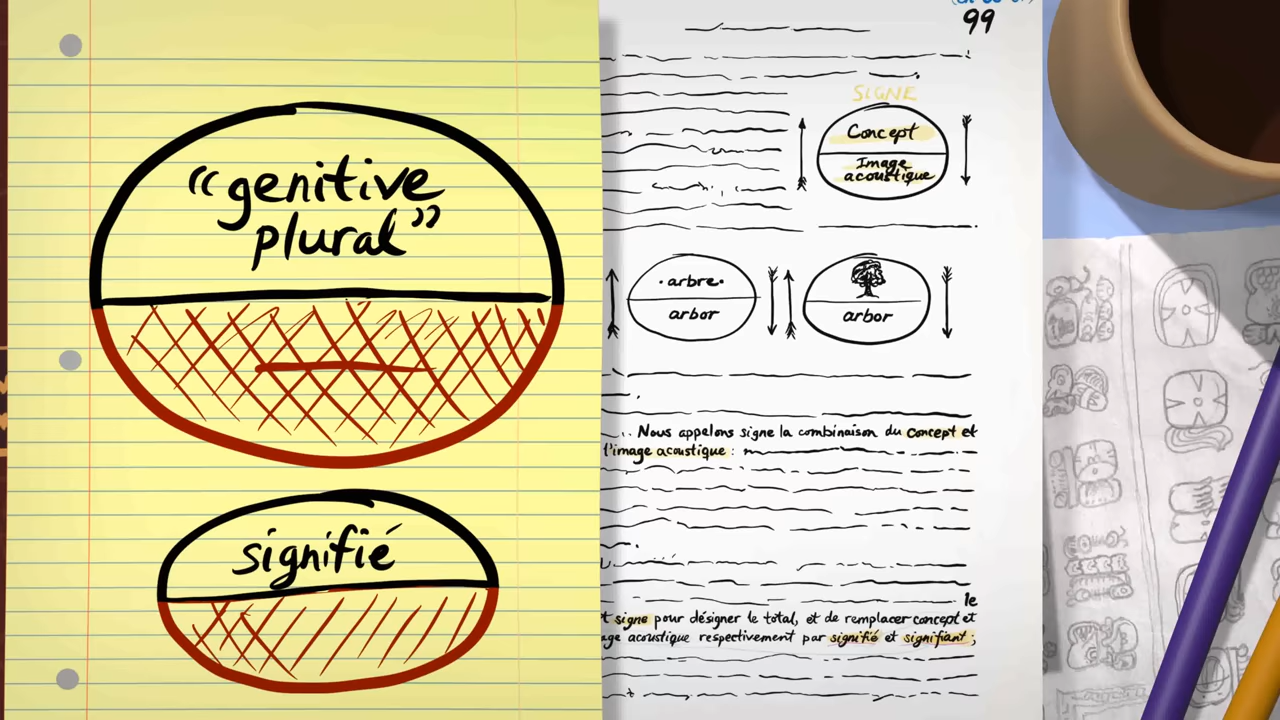 “genitive
plural”
signifié
99
SIGNE
Concept
Image
acoustique
·arbre·
arbor
arbor
... Nous appelons signe la combinaison du concept et
l'image acoustique :
le
signe pour désigner le total, et de remplacer concept et
acoustique respectivement par signifié et signifiant ;